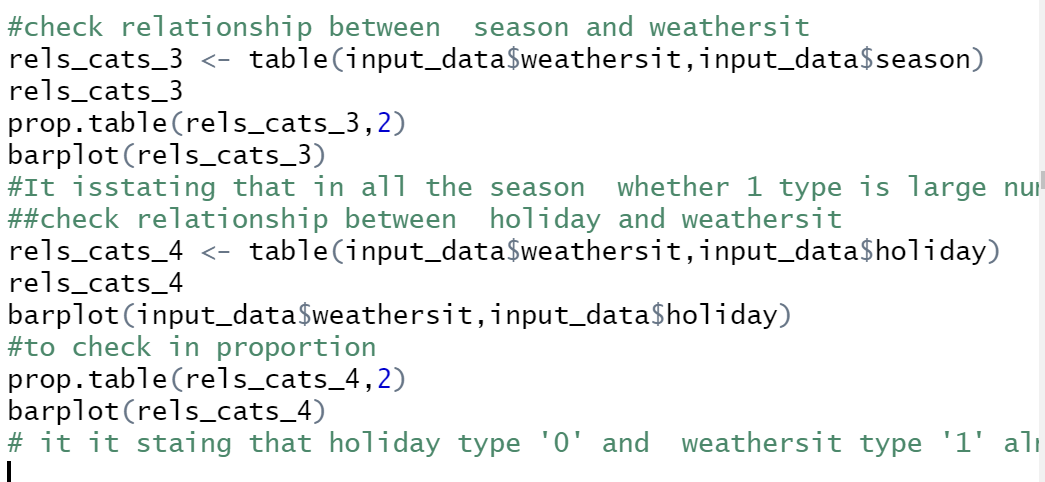 #check relationship between  season and weathersit
rels_cats_3 <- table(input_data$weathersit,input_data$season)
rels_cats_3
prop.table(rels_cats_3,2)
barplot(rels_cats_3)
#It isstating that in all the season  whether 1 type is large
##check relationship between  holiday and weathersit
rels_cats_4 <- table(input_data$weathersit,input_data$holiday)
rels_cats_4
barplot(input_data$weathersit,input_data$holiday)
#to check in proportion
prop.table(rels_cats_4,2)
barplot(rels_cats_4)
# it it staing that holiday type '0' and  weathersit type '1'